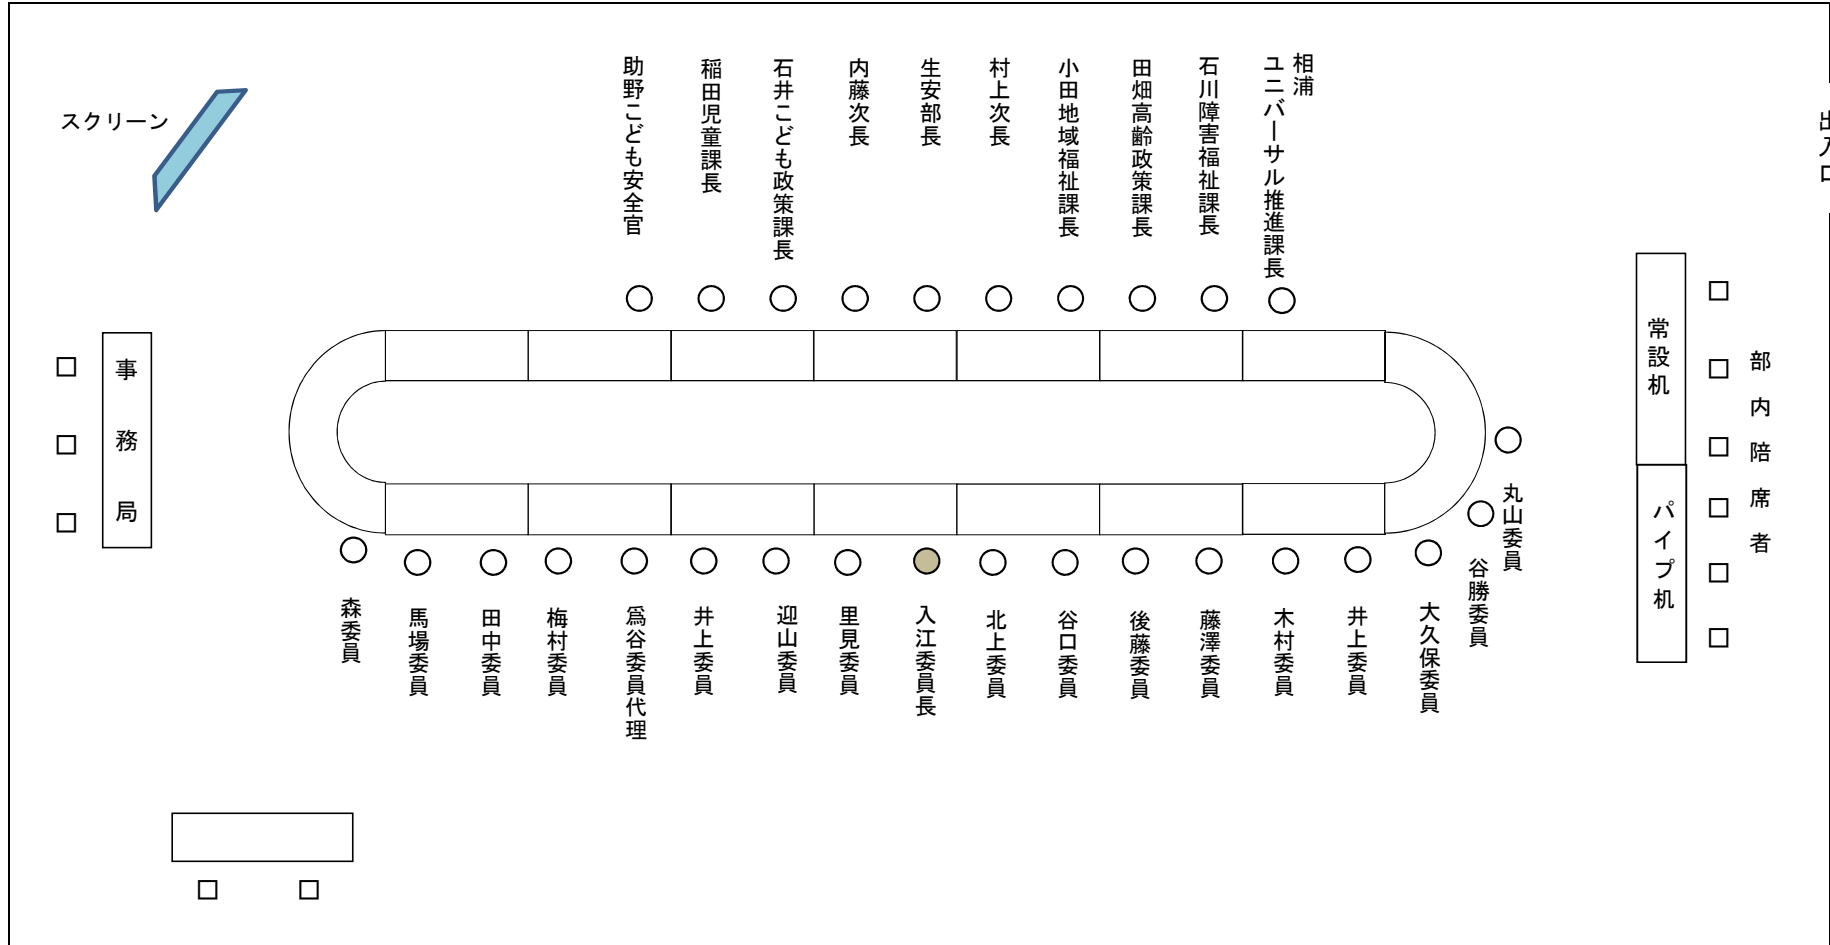 スクリーン
助野こども安全官
稲田児童課長
石井こども政策課長
内藤次長
生安部長
村上次長
小田地域福祉課長
田畑高齢政策課長
石川障害福祉課長
相浦
ユニバーサル推進課長
出入口
事務局
常設机
パイプ机
部内陪席者
森委員
馬場委員
田中委員
梅村委員
爲谷委員代理
井上委員
迎山委員
里見委員
入江委員長
北上委員
谷口委員
後藤委員
藤澤委員
木村委員
井上委員
大久保委員
谷勝委員
丸山委員